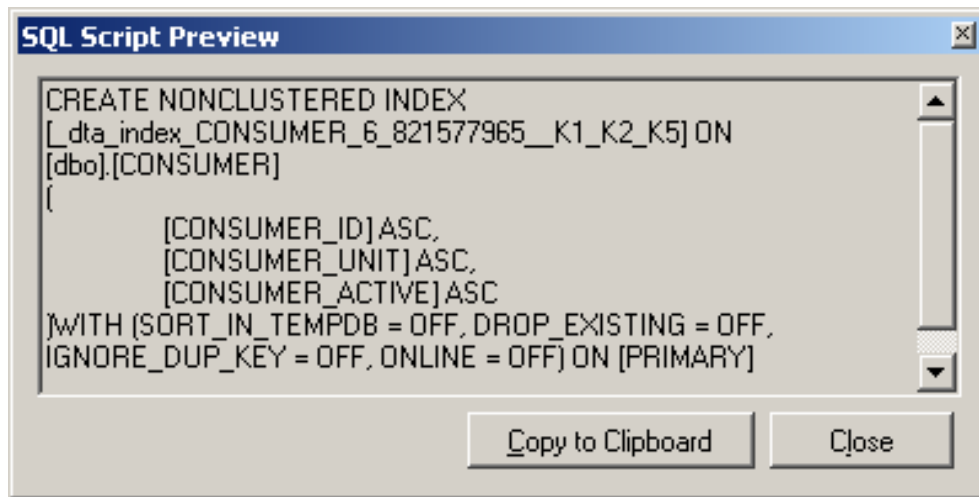 SQL Script Preview
CREATE NONCLUSTERED INDEX
[_dta_index_CONSUMER_6_821577965__K1_K2_K5] ON
[dbo].[CONSUMER]
(
[CONSUMER_ID] ASC,
[CONSUMER_UNIT] ASC,
[CONSUMER_ACTIVE] ASC
)WITH (SORT_IN_TEMPDB = OFF, DROP_EXISTING = OFF,
IGNORE_DUP_KEY = OFF, ONLINE = OFF) ON [PRIMARY]
Copy to Clipboard
Close